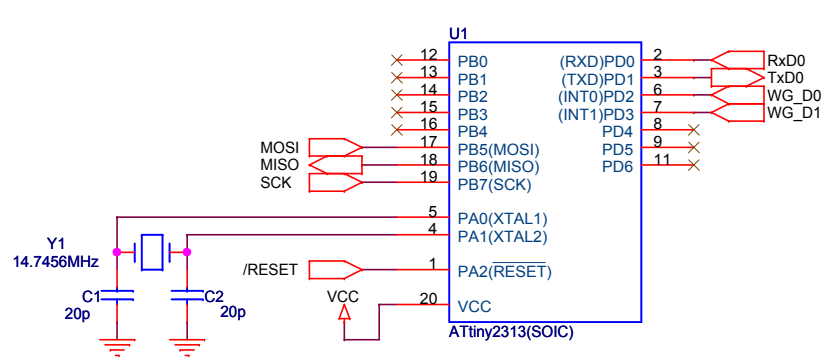 U1
12 PB0 (RXD)PD0 2 RxD0
13 PB1 (TXD)PD1 3 TxD0
14 PB2 (INT0)PD2 6 WG_D0
15 PB3 (INT1)PD3 7 WG_D1
16 PB4 PD4 8
MOSI 17 PB5(MOSI) PD5 9
MISO 18 PB6(MISO) PD6 11
SCK 19 PB7(SCK)
5 PA0(XTAL1)
4 PA1(XTAL2)
Y1
14.7456MHz
/RESET 1 PA2(RESET)
C1 C2 VCC 20 VCC
20p 20p
ATtiny2313(SOIC)